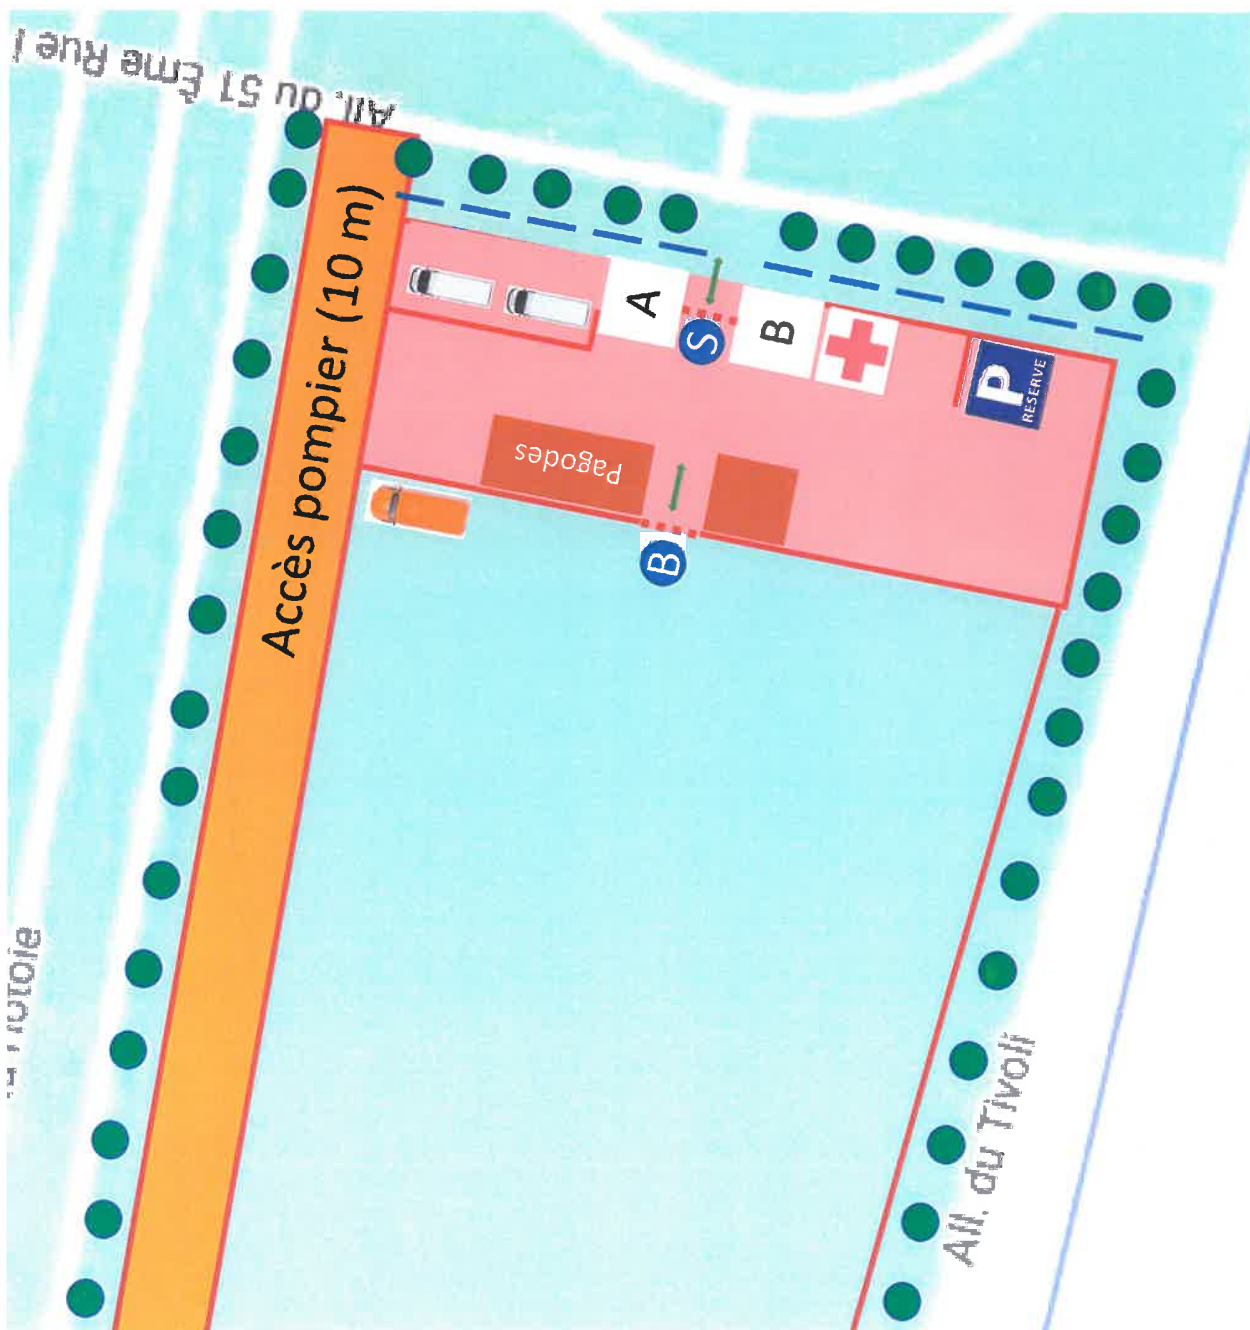 All. du 51 Ème Rue I
Accès pompier (10 m)
A
S
B
P
RESERVE
Pagodes
B
All. du Tivoli